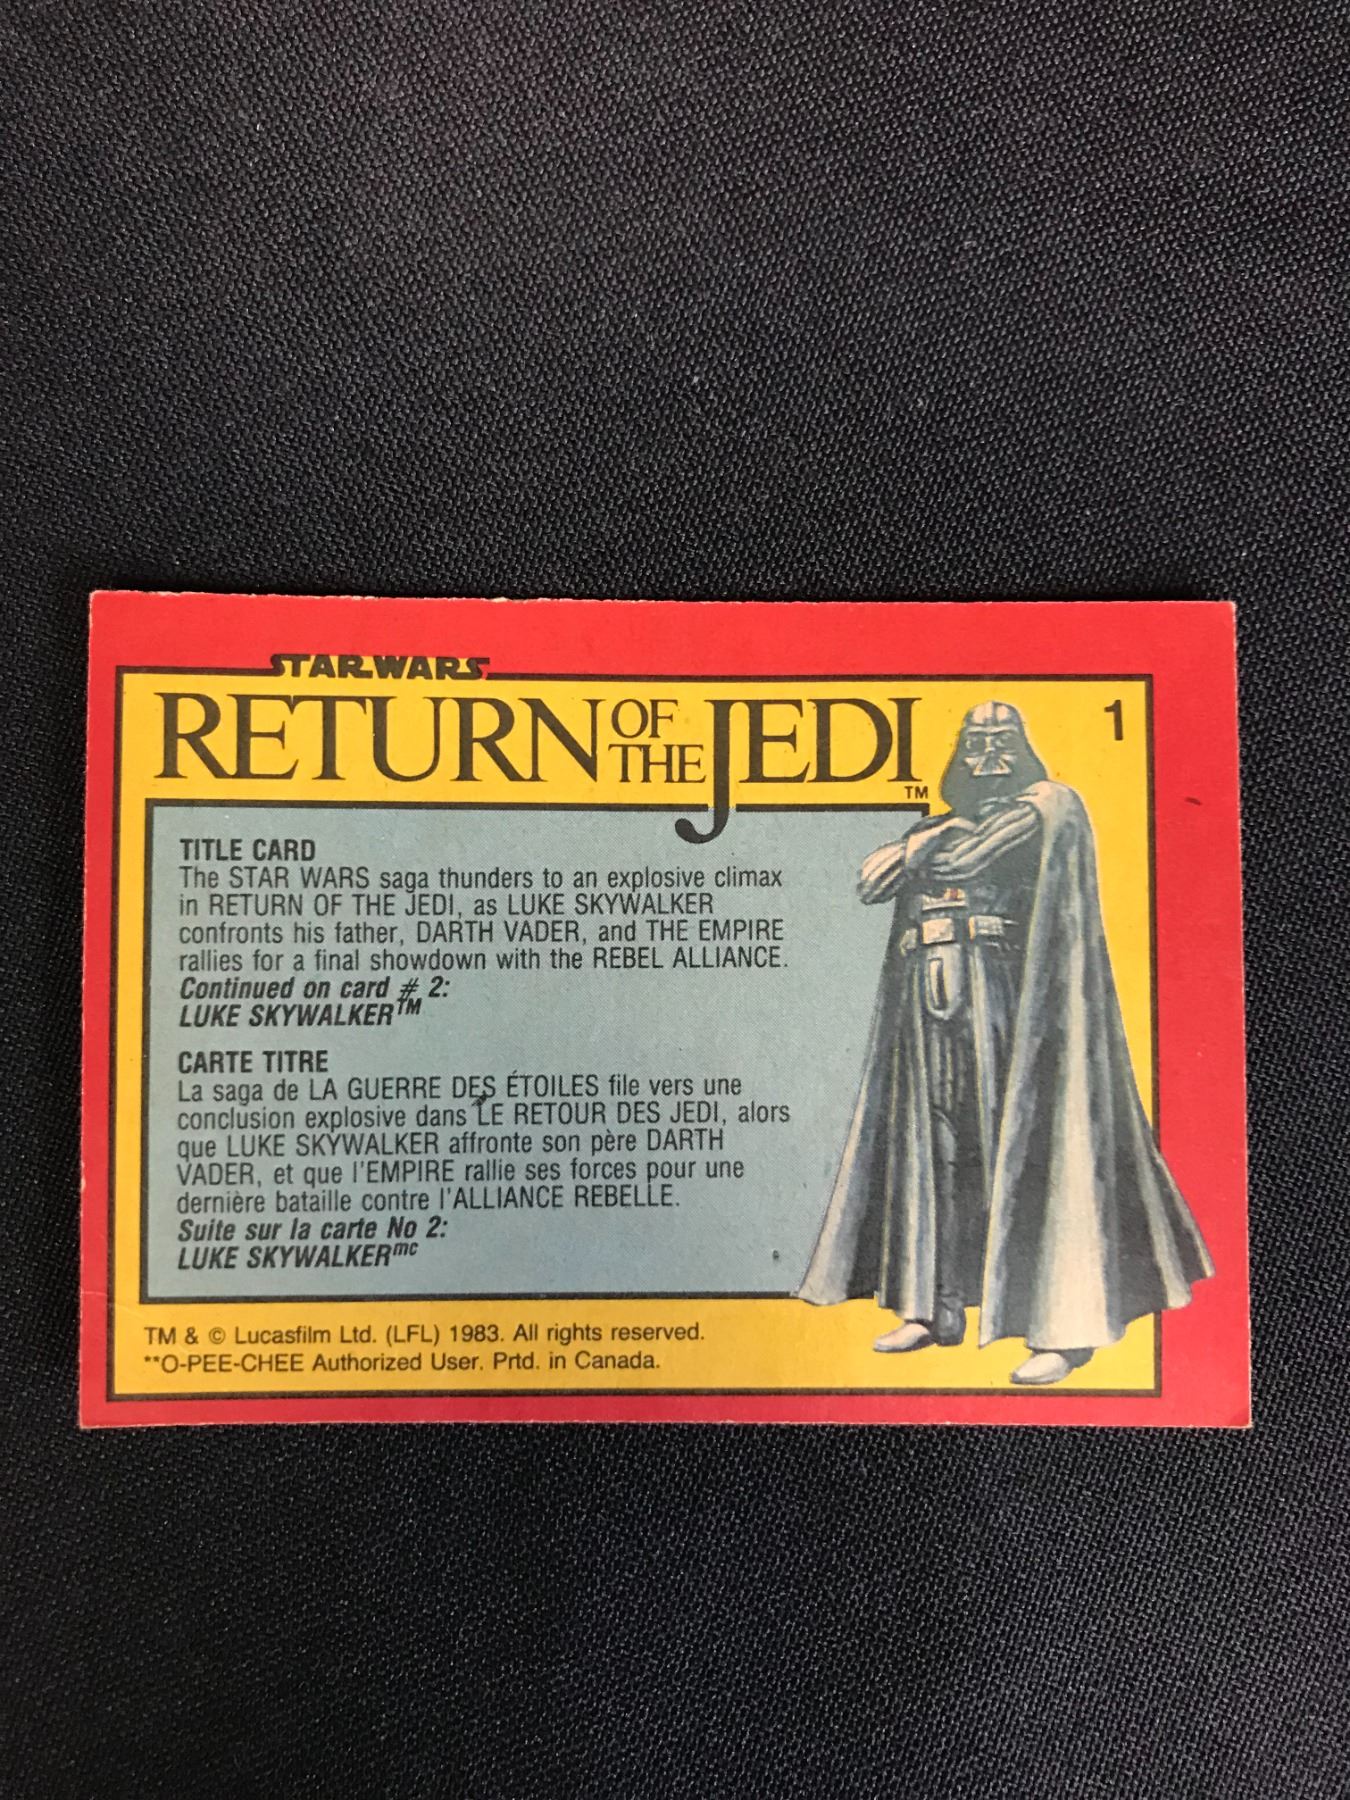 STAR WARS
RETURN OF THE JEDI TM
1
TITLE CARD
The STAR WARS saga thunders to an explosive climax
in RETURN OF THE JEDI, as LUKE SKYWALKER
confronts his father, DARTH VADER, and THE EMPIRE
rallies for a final showdown with the REBEL ALLIANCE.
Continued on card # 2:
LUKE SKYWALKER™
CARTE TITRE
La saga de LA GUERRE DES ÉTOILES file vers une
conclusion explosive dans LE RETOUR DES JEDI, alors
que LUKE SKYWALKER affronte son père DARTH
VADER, et que l'EMPIRE rallie ses forces pour une
dernière bataille contre l'ALLIANCE REBELLE.
Suite sur la carte No 2:
LUKE SKYWALKERmc
TM & © Lucasfilm Ltd. (LFL) 1983. All rights reserved.
**O-PEE-CHEE Authorized User. Prtd. in Canada.